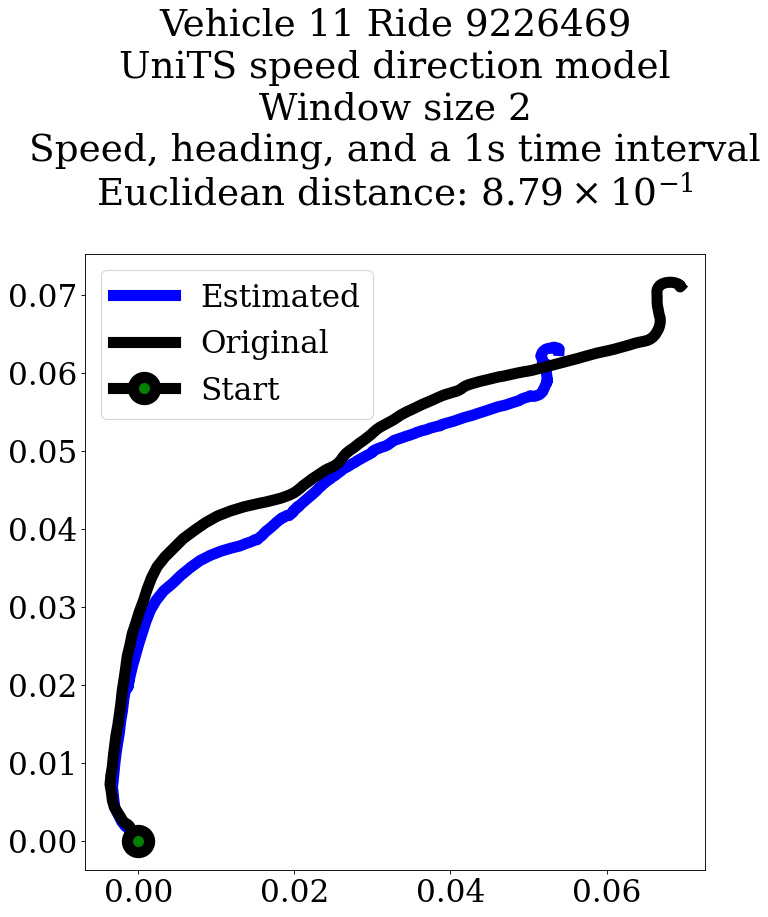 Vehicle 11 Ride 9226469
UniTS speed direction model
Window size 2
Speed, heading, and a 1s time interval
Euclidean distance: 8.79 × 10⁻¹
Estimated
Original
Start
0.07
0.06
0.05
0.04
0.03
0.02
0.01
0.00
0.00 0.02 0.04 0.06